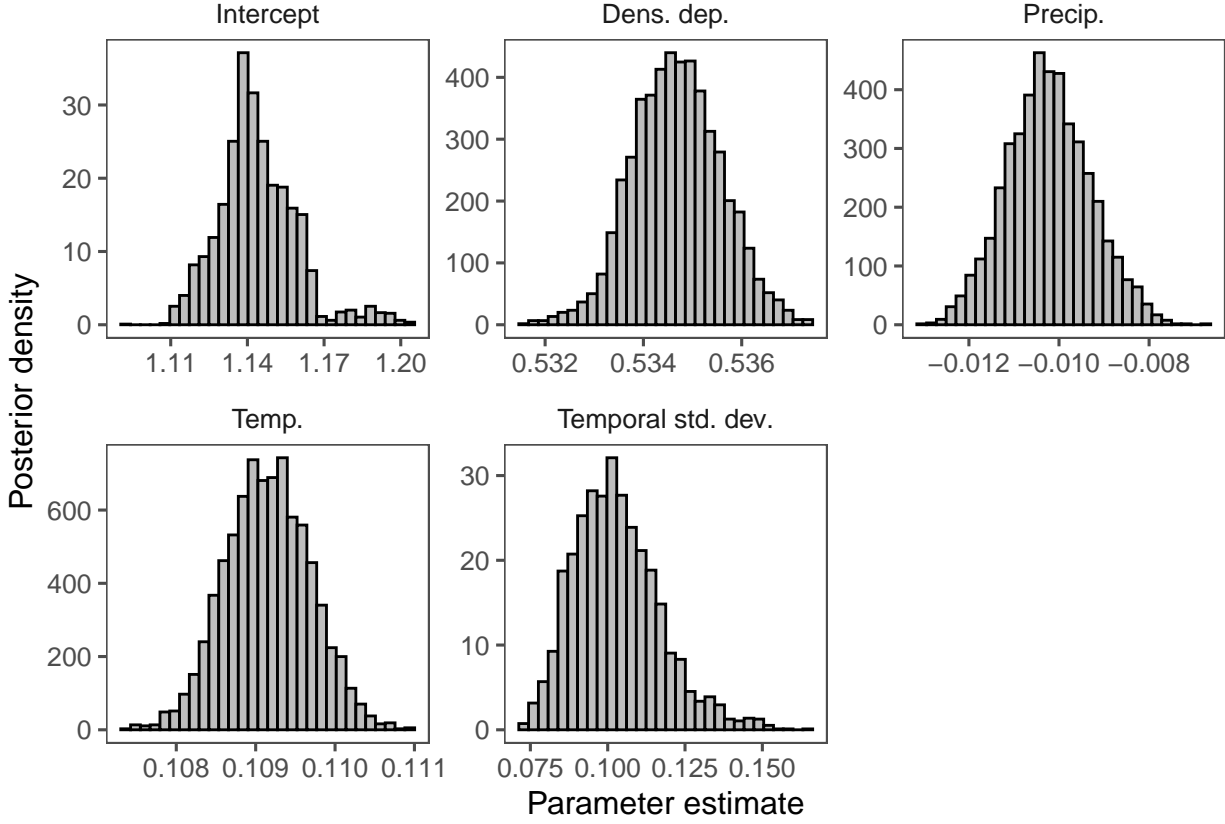 Intercept
Dens. dep.
Precip.
30
20
10
0
1.11 1.14 1.17 1.20
400
300
200
100
0
0.532 0.534 0.536
400
300
200
100
0
−0.012 −0.010 −0.008
Posterior density
Temp.
Temporal std. dev.
600
400
200
0
0.108 0.109 0.110 0.111
30
20
10
0
0.075 0.100 0.125 0.150
Parameter estimate